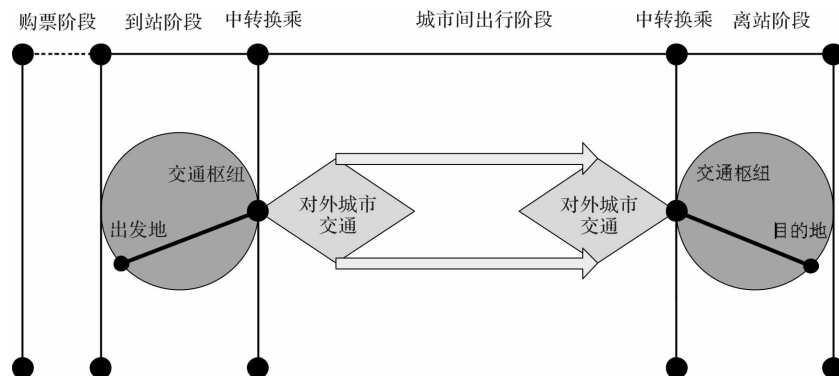 购票阶段
到站阶段
中转换乘
城市间出行阶段
中转换乘
离站阶段
交通枢纽
出发地
对外城市
交通
对外城市
交通
交通枢纽
目的地